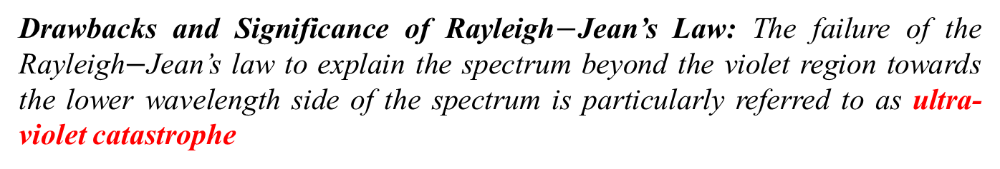 Drawbacks and Significance of Rayleigh−Jean’s Law: The failure of the
Rayleigh−Jean’s law to explain the spectrum beyond the violet region towards
the lower wavelength side of the spectrum is particularly referred to as ultra-
violet catastrophe